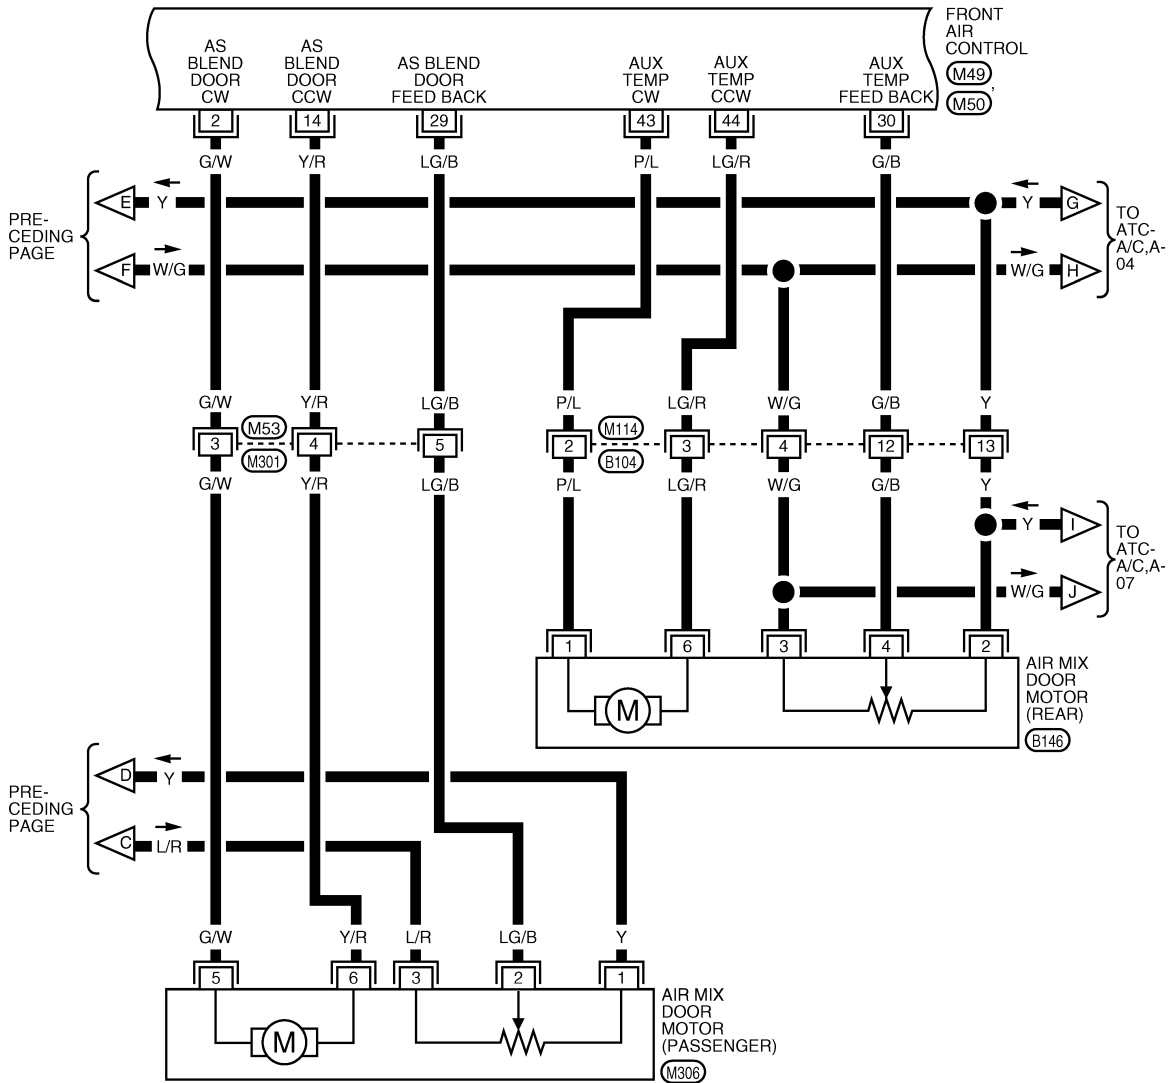 FRONT
AIR
CONTROL
M49 ,
M50
AS
BLEND
DOOR
CW
AS
BLEND
DOOR
CCW
AS BLEND
DOOR
FEED BACK
AUX
TEMP
CW
AUX
TEMP
CCW
AUX
TEMP
FEED BACK
2 14 29 43 44 30
G/W Y/R LG/B P/L LG/R G/B
PRE-
CEDING
PAGE
E Y Y G
F W/G W/G H
TO
ATC-
A/C,A-
04
G/W Y/R LG/B P/L LG/R W/G G/B Y
M53 M114
3 4 5 2 3 4 12 13
M301 B104
G/W Y/R LG/B P/L LG/R W/G G/B Y
Y I
W/G J
TO
ATC-
A/C,A-
07
1 6 3 4 2
M
AIR MIX
DOOR
MOTOR
(REAR)
B146
PRE-
CEDING
PAGE
D Y
C L/R
G/W Y/R L/R LG/B Y
5 6 3 2 1
M
AIR MIX
DOOR
MOTOR
(PASSENGER)
M306